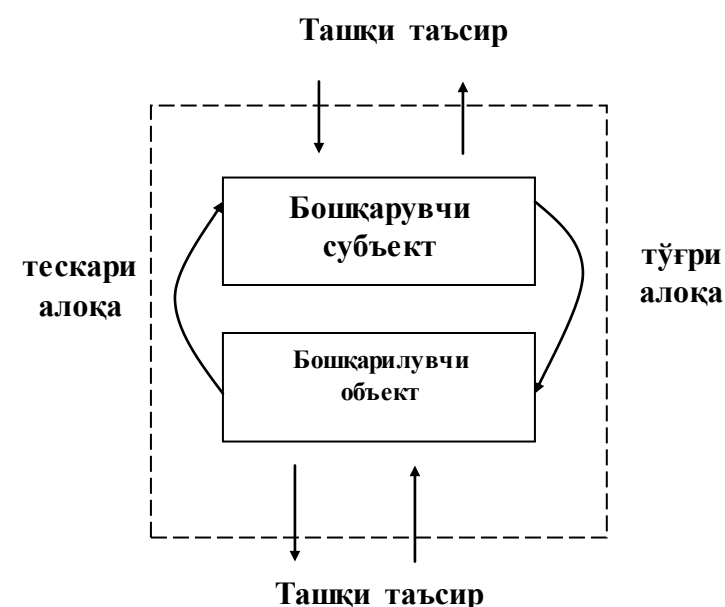 Ташқи таъсир
Бошқарувчи
субъект
тескари
алоқа
тўғри
алоқа
Бошқарилувчи
объект
Ташқи таъсир